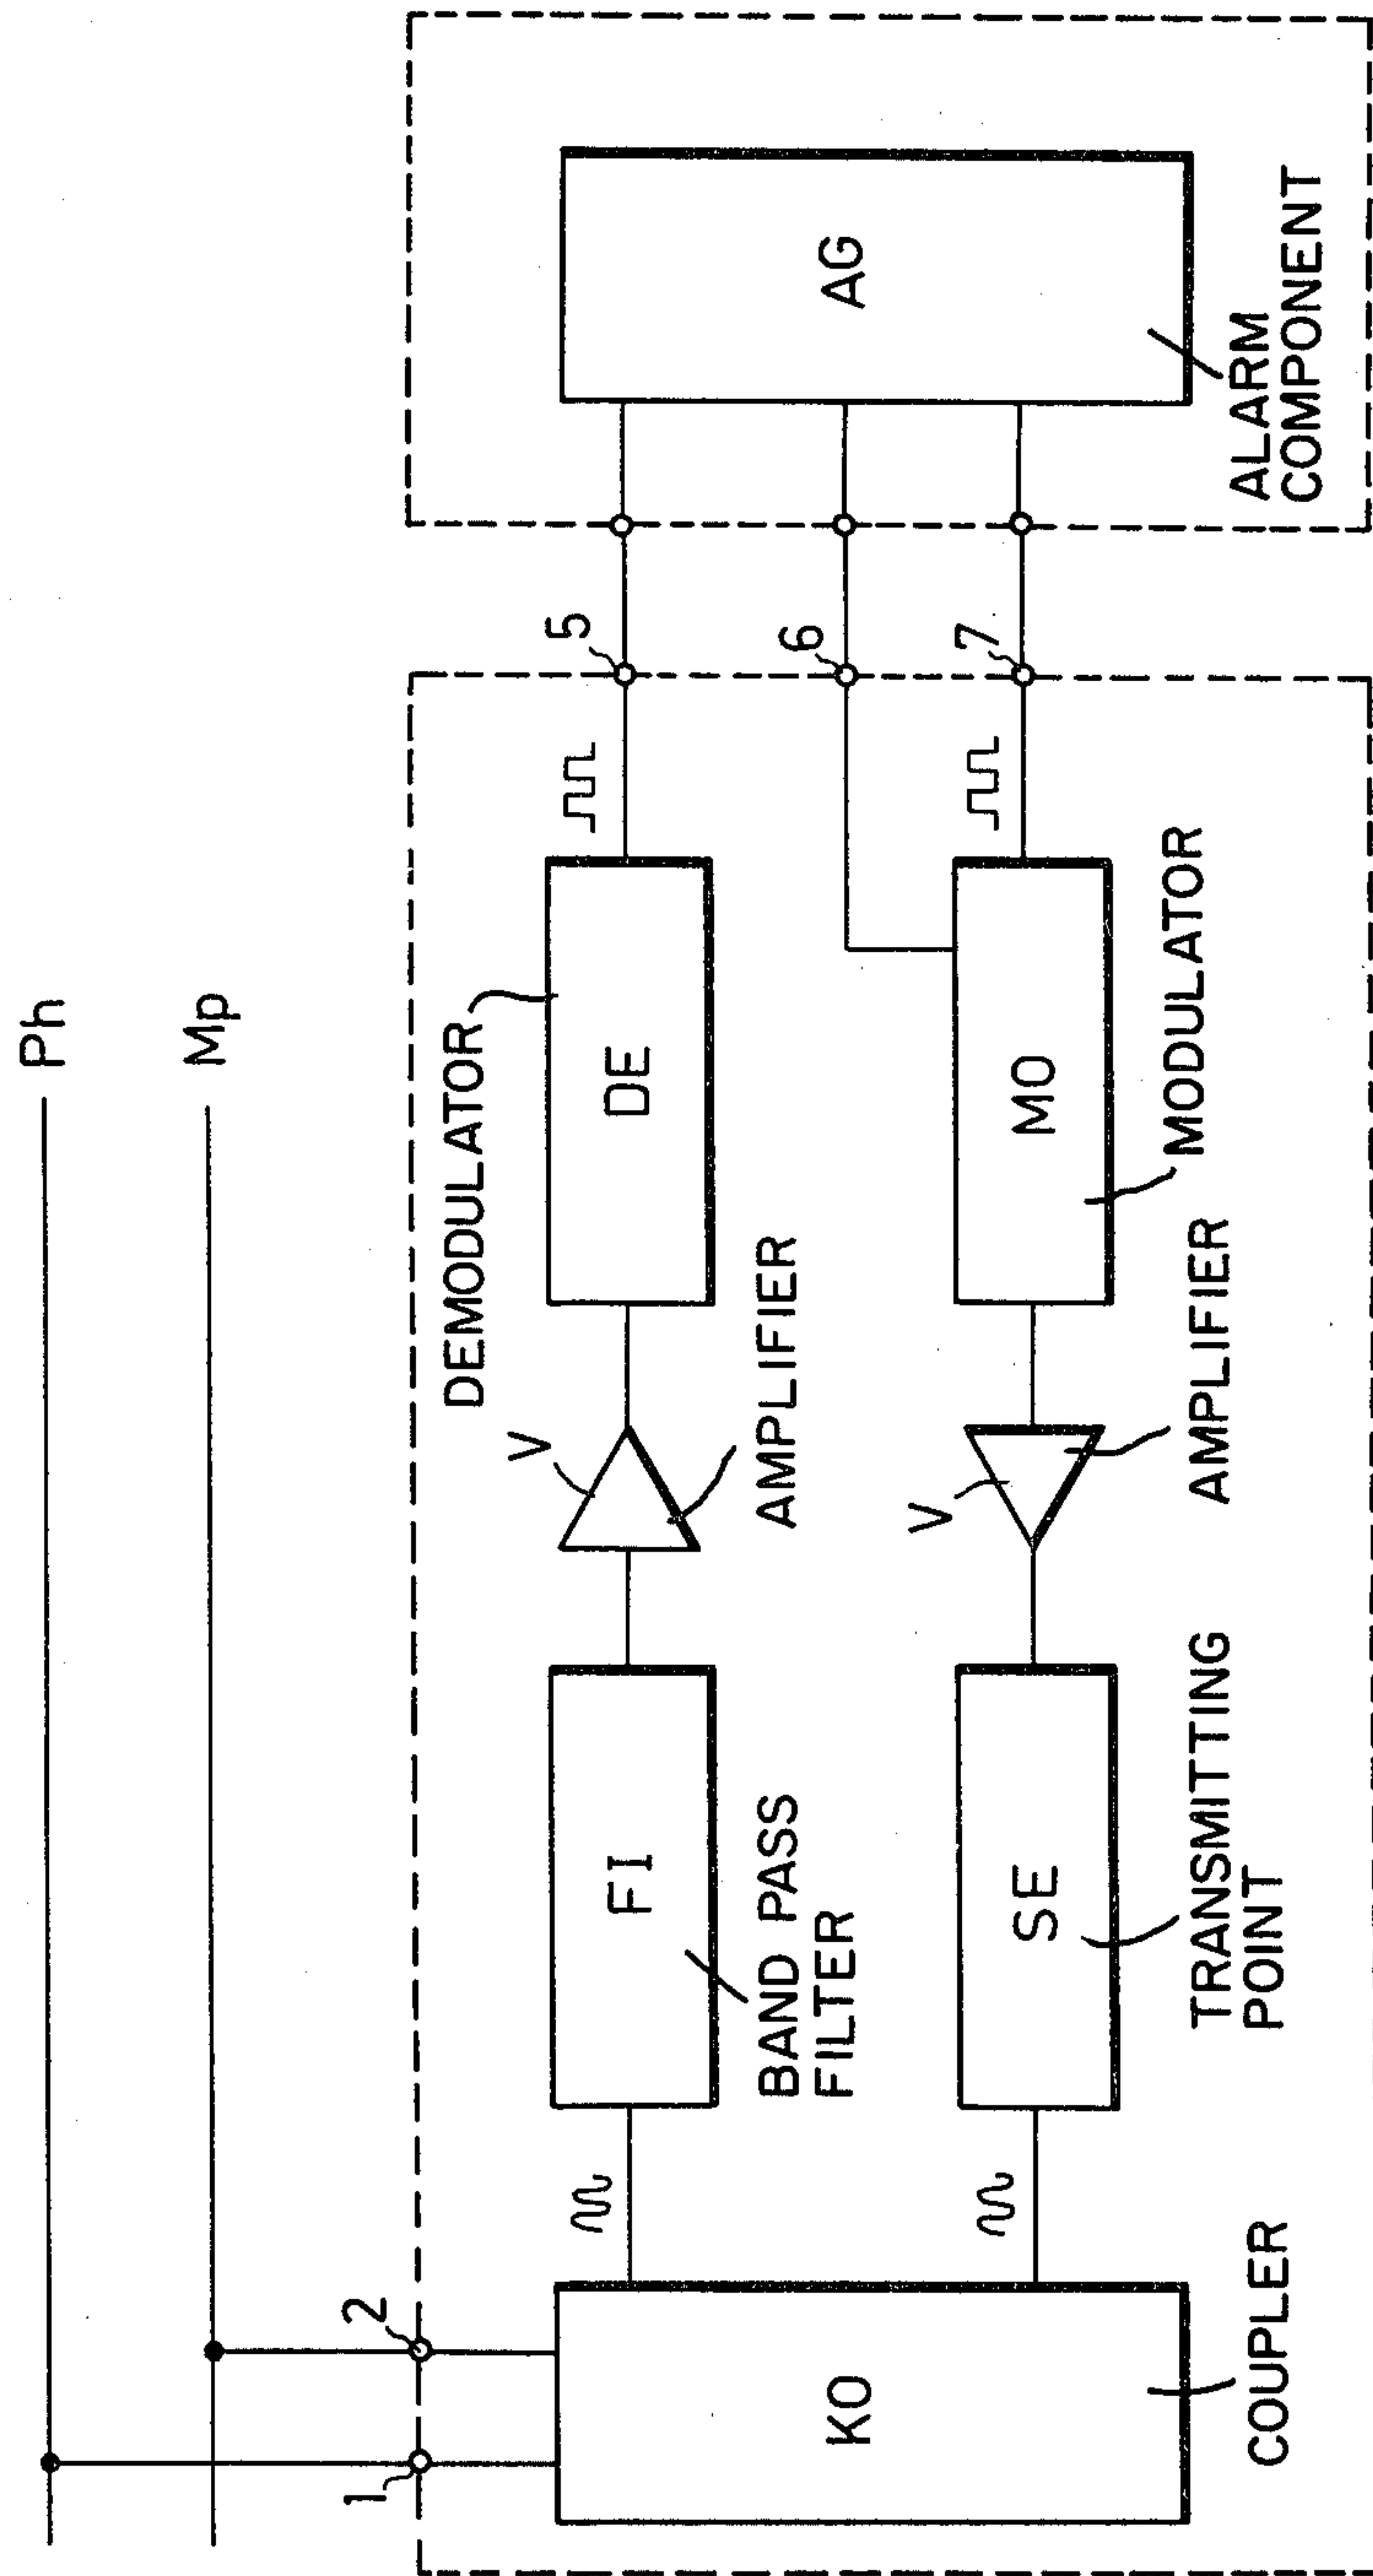 Ph
Mp
1
2
KO
COUPLER
FI
BAND PASS
FILTER
V
AMPLIFIER
DEMODULATOR
DE
5
6
7
SE
TRANSMITTING
POINT
V
AMPLIFIER
MO
MODULATOR
AG
ALARM
COMPONENT